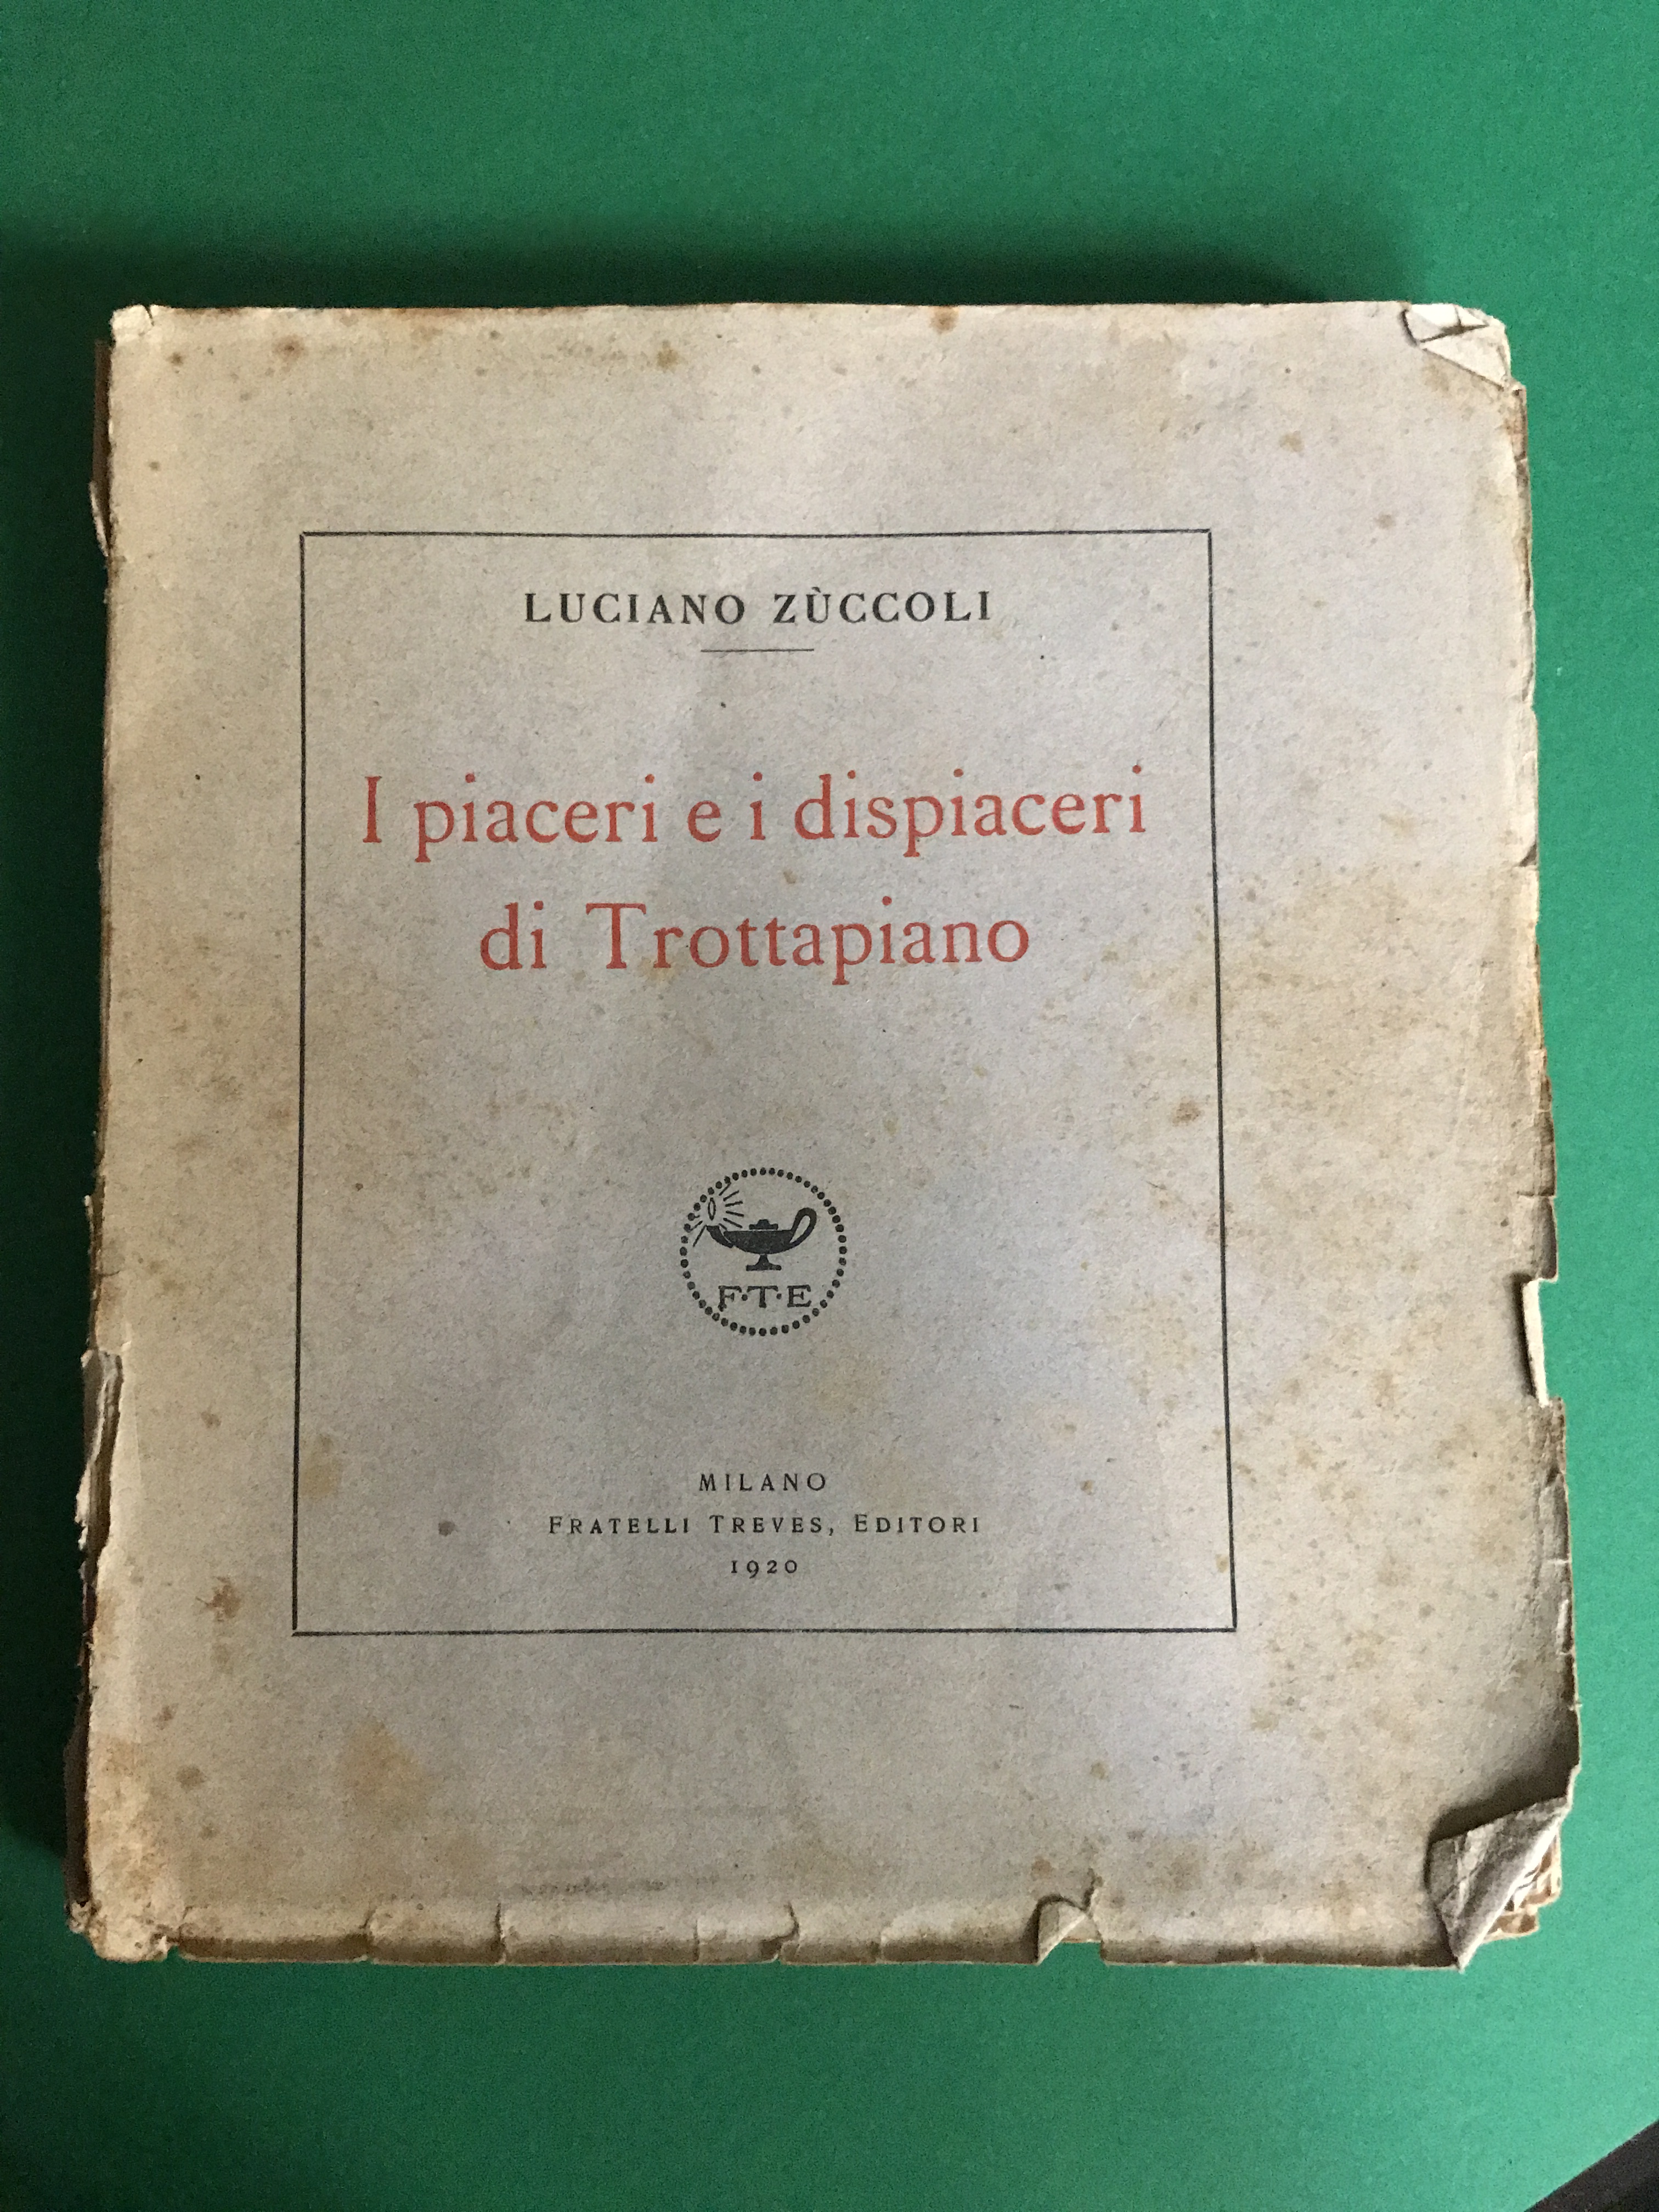 LUCIANO ZÙCCOLI
I piaceri e i dispiaceri
di Trottapiano
F·T·E
MILANO
FRATELLI TREVES, EDITORI
1920